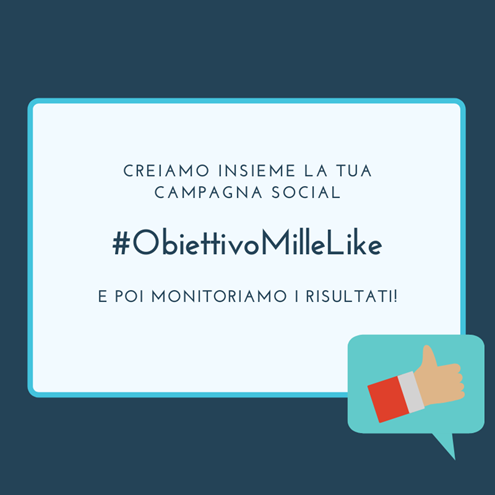 CREIAMO INSIEME LA TUA
CAMPAGNA SOCIAL
#ObiettivoMilleLike
E POI MONITORIAMO I RISULTATI!